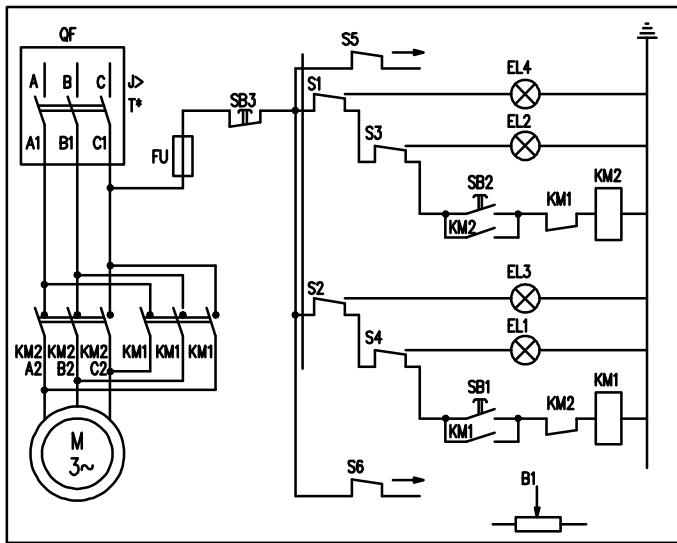 QF
A B C J>
T*
A1 B1 C1
FU
SB3
S5
S1
EL4
S3
EL2
SB2
KM2
KM1
KM2
S2
EL3
S4
EL1
SB1
KM1
KM2
KM1
S6
B1
KM2 KM2 KM2 KM1 KM1 KM1
A2 B2 C2
M
3~